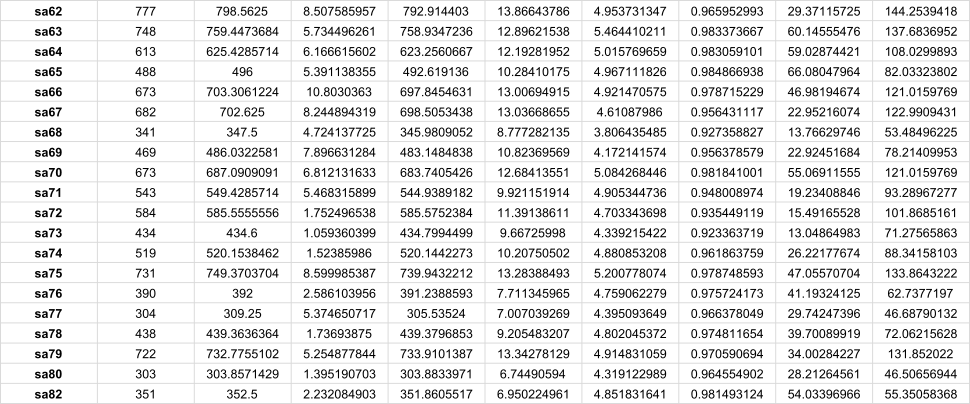 sa62 777 798.5625 8.507585957 792.914403 13.86643786 4.953731347 0.965952993 29.37115725 144.2539418
sa63 748 759.4473684 5.734496261 758.9347236 12.89621538 5.464410211 0.983373667 60.14555476 137.6836952
sa64 613 625.4285714 6.166615602 623.2560667 12.19281952 5.015769659 0.983059101 59.02874421 108.0299893
sa65 488 496 5.391138355 492.619136 10.28410175 4.967111826 0.984866938 66.08047964 82.03323802
sa66 673 703.3061224 10.8030363 697.8454631 13.00694915 4.921470575 0.978715229 46.98194674 121.0159769
sa67 682 702.625 8.244894319 698.5053438 13.03668655 4.61087986 0.956431117 22.95216074 122.9909431
sa68 341 347.5 4.724137725 345.9809052 8.777282135 3.806435485 0.927358827 13.76629746 53.48496225
sa69 469 486.0322581 7.896631284 483.1484838 10.82369569 4.172141574 0.956378579 22.92451684 78.21409953
sa70 673 687.0909091 6.812131633 683.7405426 12.68413551 5.084268446 0.981841001 55.06911555 121.0159769
sa71 543 549.4285714 5.468315899 544.9389182 9.921151914 4.905344736 0.948008974 19.23408846 93.28967277
sa72 584 585.5555556 1.752496538 585.5752384 11.39138611 4.703343698 0.935449119 15.49165528 101.8685161
sa73 434 434.6 1.059360399 434.7994499 9.66725998 4.339215422 0.923363719 13.04864983 71.27565863
sa74 519 520.1538462 1.52385986 520.1442273 10.20750502 4.880853208 0.961863759 26.22177674 88.34158103
sa75 731 749.3703704 8.599985387 739.9432212 13.28388493 5.200778074 0.978748593 47.05570704 133.8643222
sa76 390 392 2.586103956 391.2388593 7.711345965 4.759062279 0.975724173 41.19324125 62.7377197
sa77 304 309.25 5.374650717 305.53524 7.007039269 4.395093649 0.966378049 29.74247396 46.68790132
sa78 438 439.3636364 1.73693875 439.3796853 9.205483207 4.802045372 0.974811654 39.70089919 72.06215628
sa79 722 732.7755102 5.254877844 733.9101387 13.34278129 4.914831059 0.970590694 34.00284227 131.852022
sa80 303 303.8571429 1.395190703 303.8833971 6.74490594 4.319122989 0.964554902 28.21264561 46.50656944
sa82 351 352.5 2.232084903 351.8605517 6.950224961 4.851831641 0.981493124 54.03396966 55.35058368